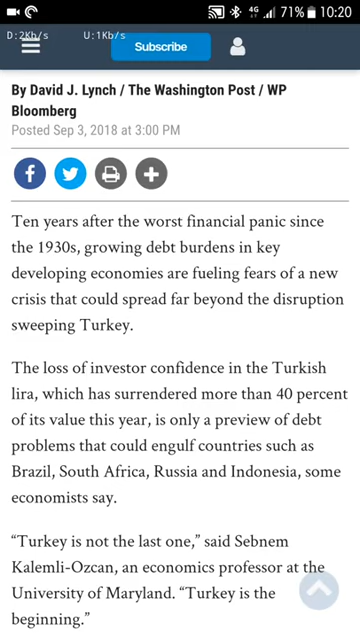 4G 71% 10:20
D:2Kb/s U:1Kb/s
Subscribe
By David J. Lynch / The Washington Post / WP
Bloomberg
Posted Sep 3, 2018 at 3:00 PM
Ten years after the worst financial panic since
the 1930s, growing debt burdens in key
developing economies are fueling fears of a new
crisis that could spread far beyond the disruption
sweeping Turkey.
The loss of investor confidence in the Turkish
lira, which has surrendered more than 40 percent
of its value this year, is only a preview of debt
problems that could engulf countries such as
Brazil, South Africa, Russia and Indonesia, some
economists say.
“Turkey is not the last one,” said Sebnem
Kalemli-Ozcan, an economics professor at the
University of Maryland. “Turkey is the
beginning.”